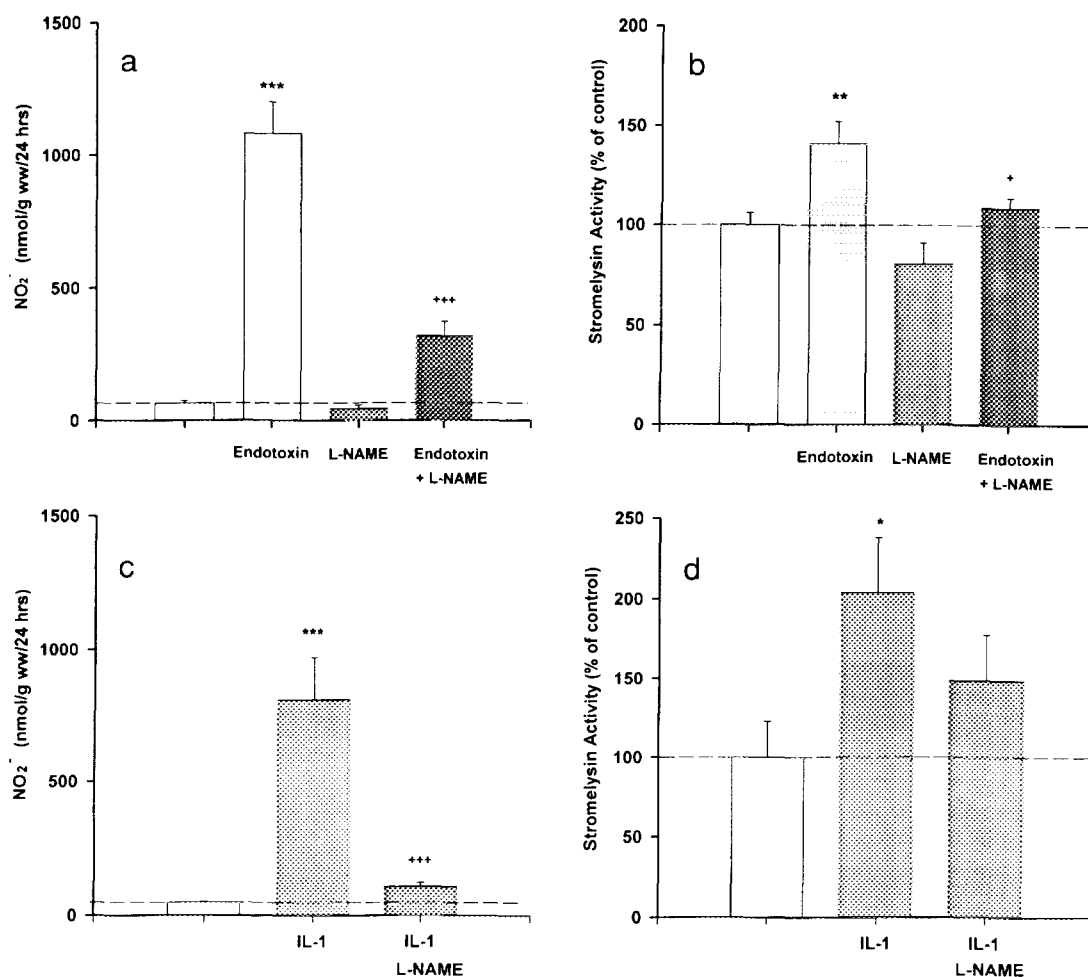 a
NO₂⁻ (nmol/g ww/24 hrs)
1500
1000
500
0
***
+++
Endotoxin
L-NAME
Endotoxin
+ L-NAME
b
Stromelysin Activity (% of control)
200
150
100
50
0
**
+
Endotoxin
L-NAME
Endotoxin
+ L-NAME
c
NO₂⁻ (nmol/g ww/24 hrs)
1500
1000
500
0
***
+++
IL-1
IL-1
L-NAME
d
Stromelysin Activity (% of control)
250
200
150
100
50
0
*
IL-1
IL-1
L-NAME